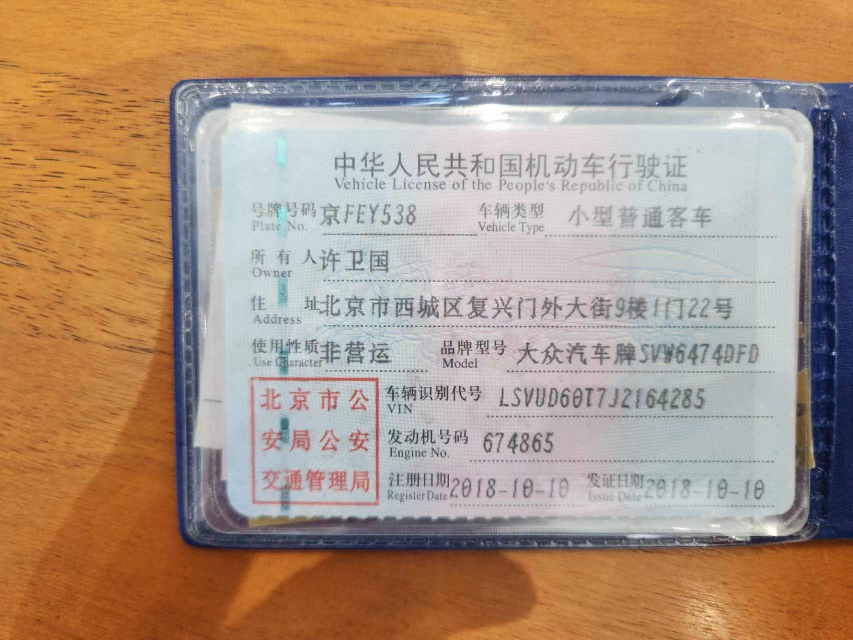 中华人民共和国机动车行驶证
Vehicle License of the People's Republic of China
号牌号码 京FEY538 车辆类型 小型普通客车
Plate No. Vehicle Type
所有人 许卫国
Owner
住址 北京市西城区复兴门外大街9楼1门22号
Address
使用性质 非营运 品牌型号 大众汽车牌SVW6474DFD
Use Character Model
北京市公
安局公安
交通管理局
车辆识别代号 LSVUD60T7J2164285
VIN
发动机号码 674865
Engine No.
注册日期 2018-10-10 发证日期 2018-10-10
Register Date Issue Date